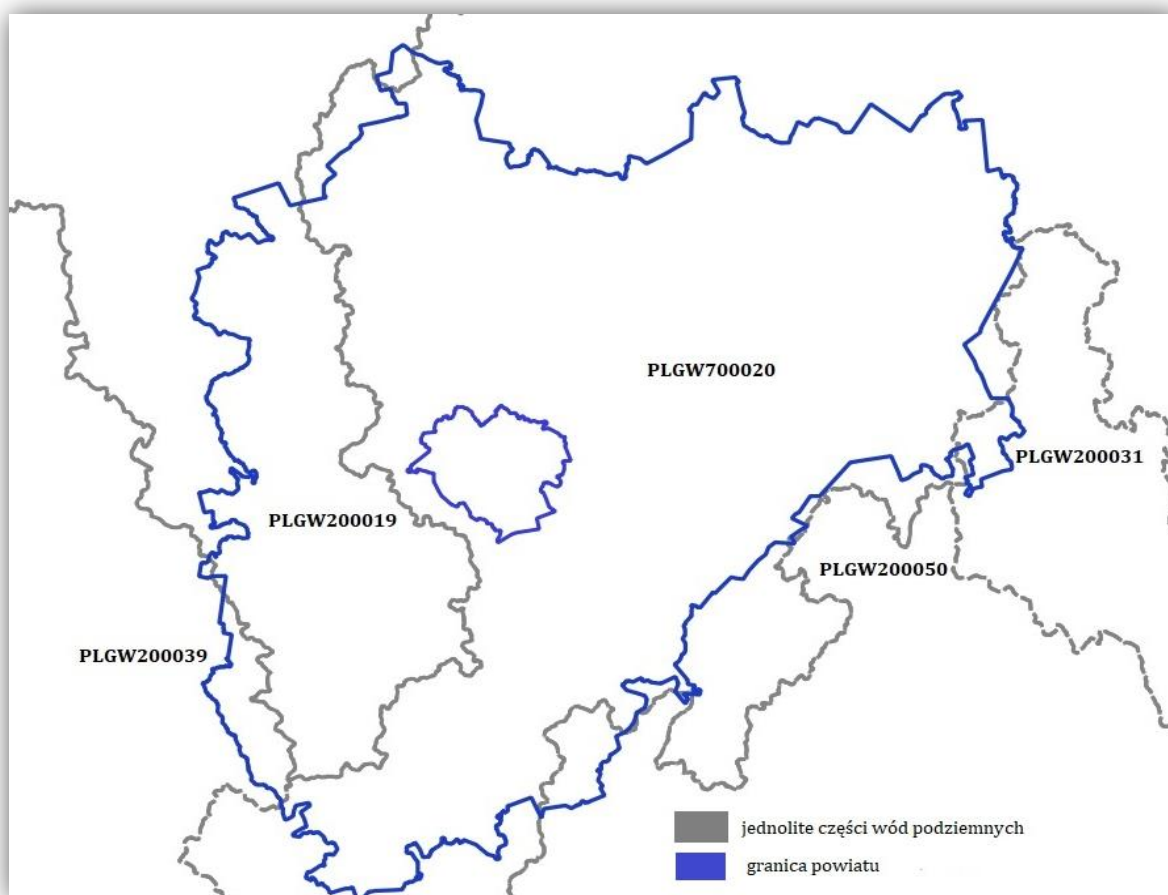 PLGW700020
PLGW200031
PLGW200019
PLGW200050
PLGW200039
jednolite części wód podziemnych
granica powiatu